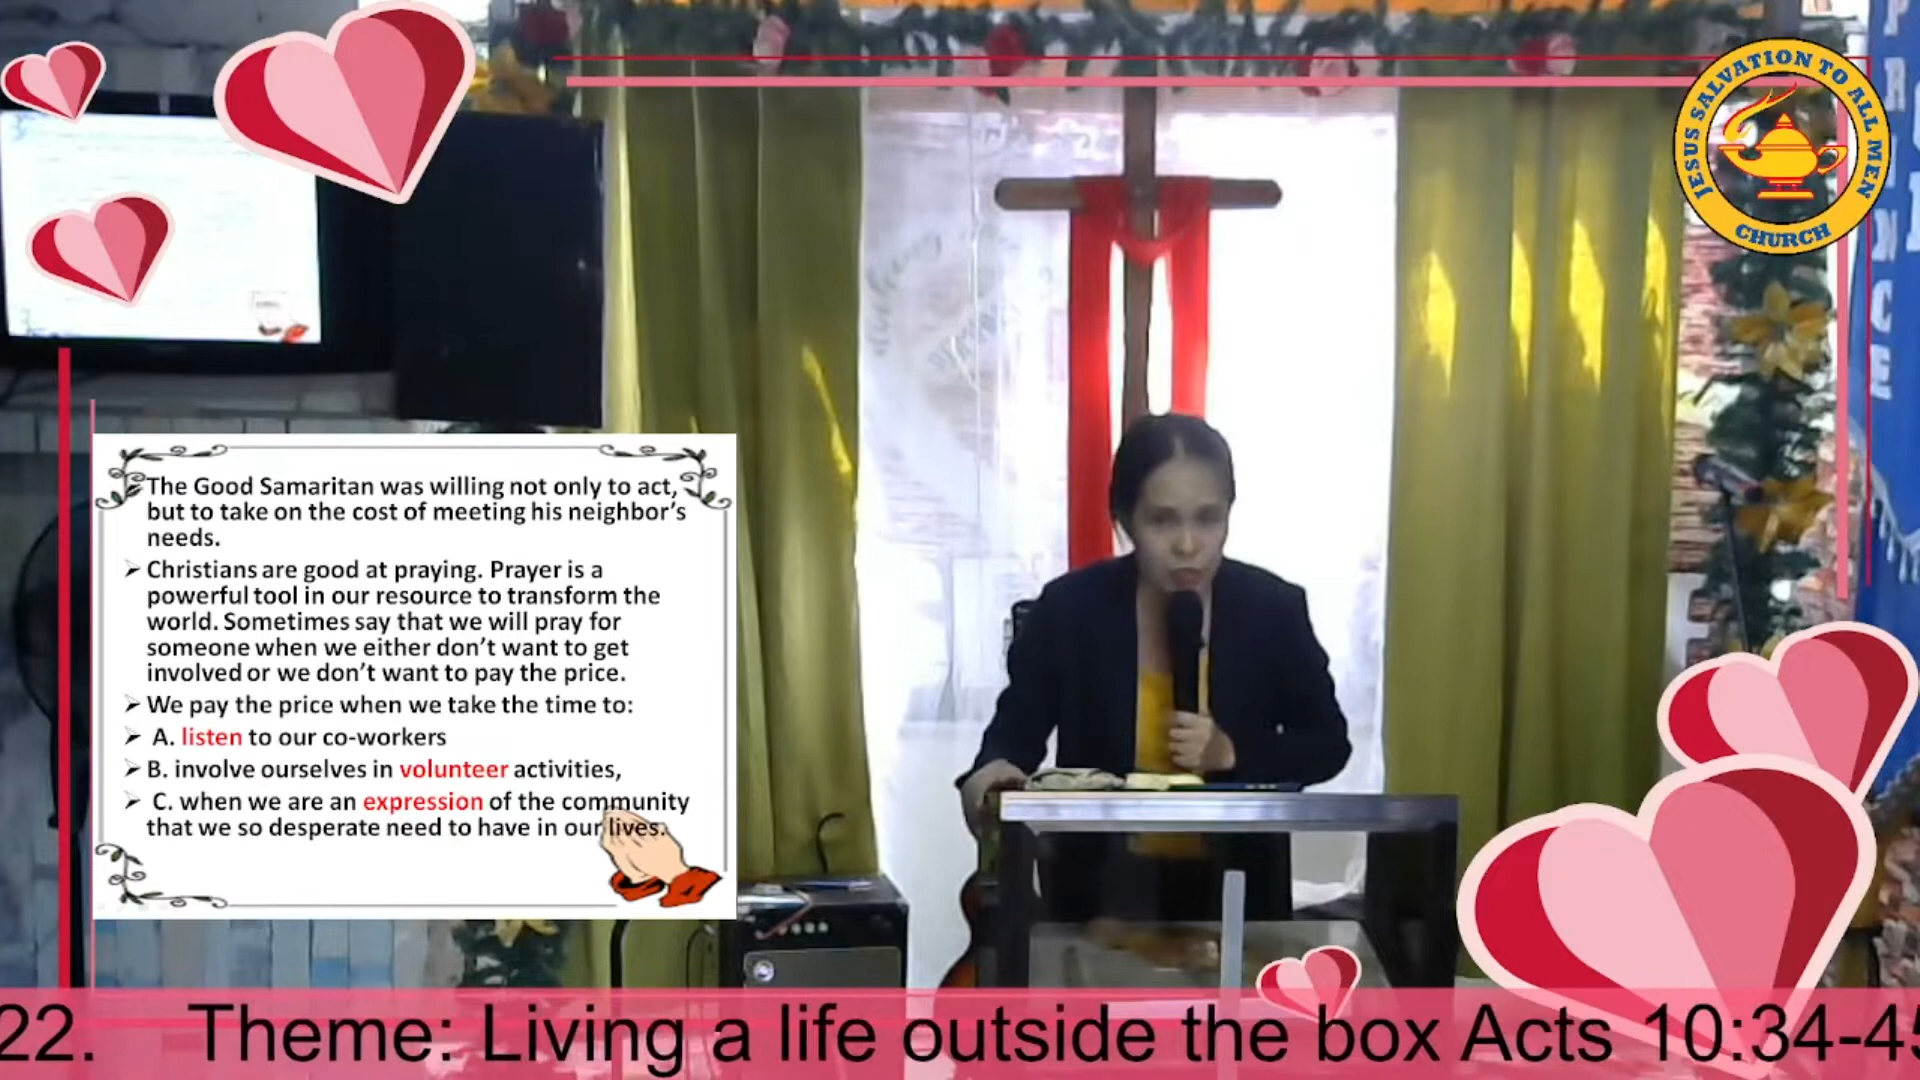 JESUS SALVATION TO ALL MEN
CHURCH
The Good Samaritan was willing not only to act,
but to take on the cost of meeting his neighbor's
needs.
Christians are good at praying. Prayer is a
powerful tool in our resource to transform the
world. Sometimes say that we will pray for
someone when we either don't want to get
involved or we don't want to pay the price.
We pay the price when we take the time to:
A. listen to our co-workers
B. involve ourselves in volunteer activities,
C. when we are an expression of the community
that we so desperate need to have in our lives.
22. Theme: Living a life outside the box Acts 10:34-45